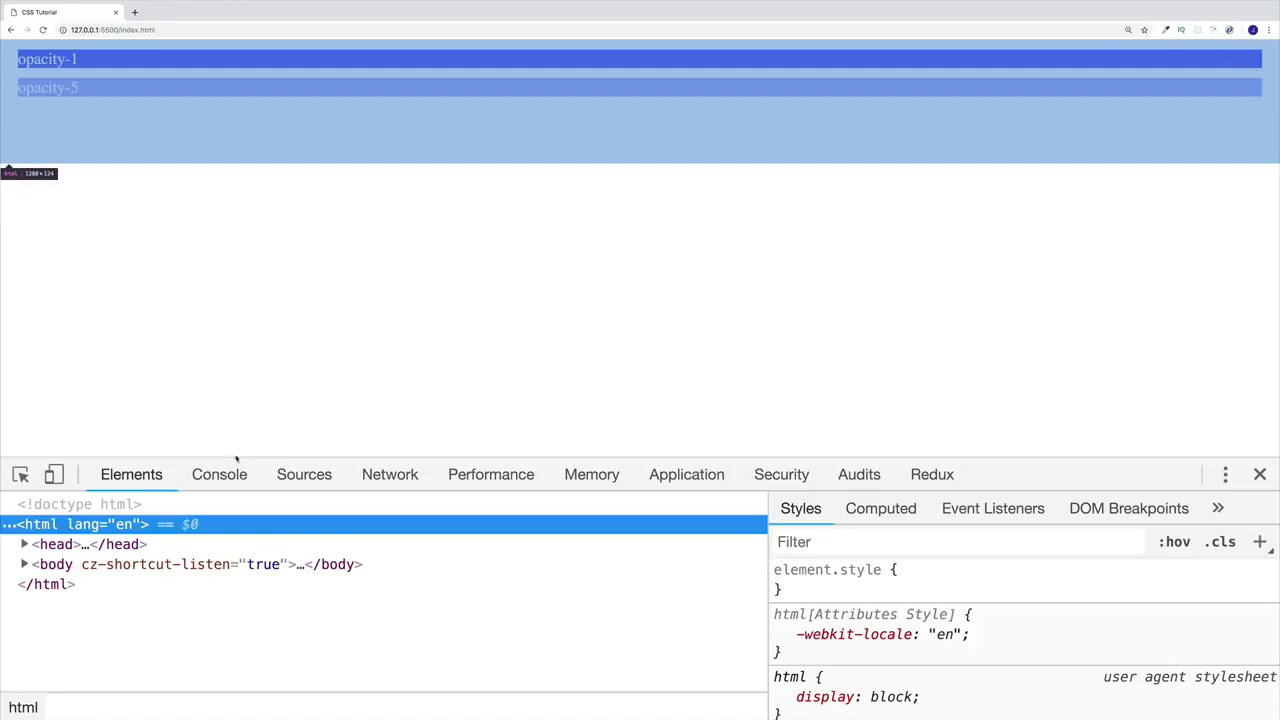 CSS Tutorial
127.0.0.1:5500/index.html
opacity-1
opacity-5
html | 1280×124
Elements Console Sources Network Performance Memory Application Security Audits Redux
<!doctype html>
…<html lang="en"> == $0
<head>…</head>
<body cz-shortcut-listen="true">…</body>
</html>
html
Styles Computed Event Listeners DOM Breakpoints »
Filter :hov .cls +
element.style {
}
html[Attributes Style] {
-webkit-locale: "en";
}
html { user agent stylesheet
display: block;
}